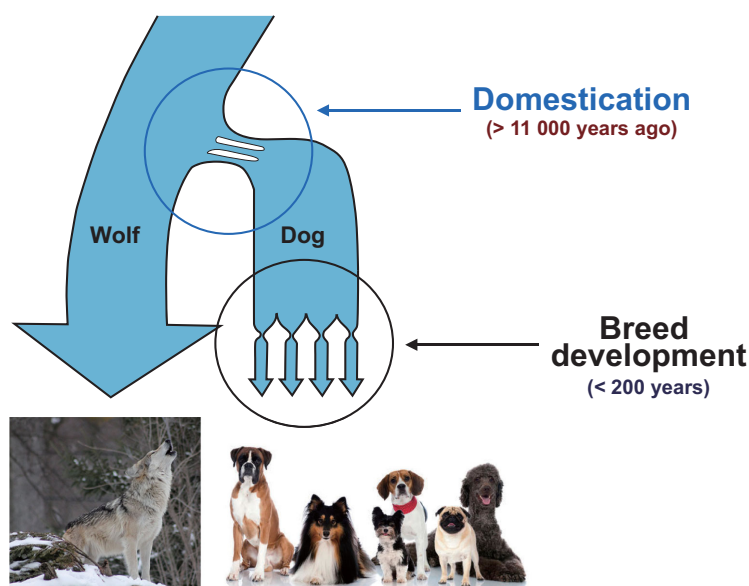 Domestication
(> 11 000 years ago)
Wolf
Dog
Breed
development
(< 200 years)